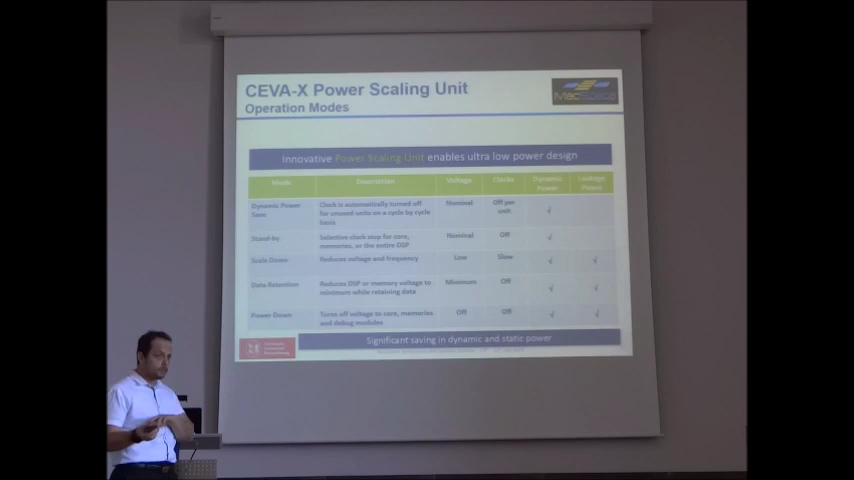 CEVA-X Power Scaling Unit
Operation Modes
MacSpace
Innovative Power Scaling Unit enables ultra low power design
Mode Description Voltage Clocks Dynamic Power Leakage Power
Dynamic Power Save Clock is automatically turned off for unused units on a cycle by cycle basis Nominal Off per unit √
Stand-by Selective clock stop for core, memories, or the entire DSP Nominal Off √
Scale Down Reduces voltage and frequency Low Slow √ √
Data Retention Reduces DSP or memory voltage to minimum while retaining data Minimum Off √ √
Power Down Turns off voltage to core, memories and debug modules Off Off √ √
Significant saving in dynamic and static power